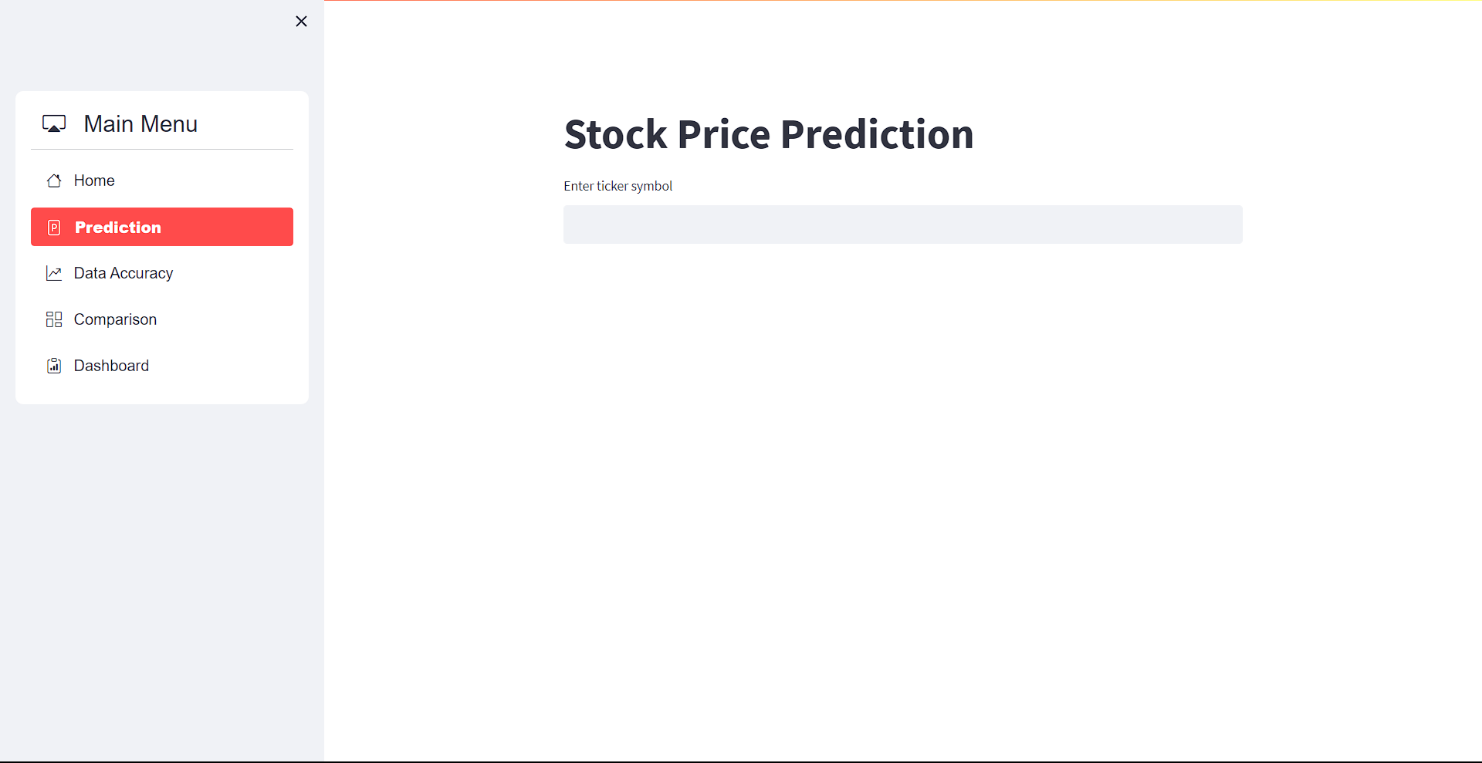 Main Menu
Home
Prediction
Data Accuracy
Comparison
Dashboard
Stock Price Prediction
Enter ticker symbol